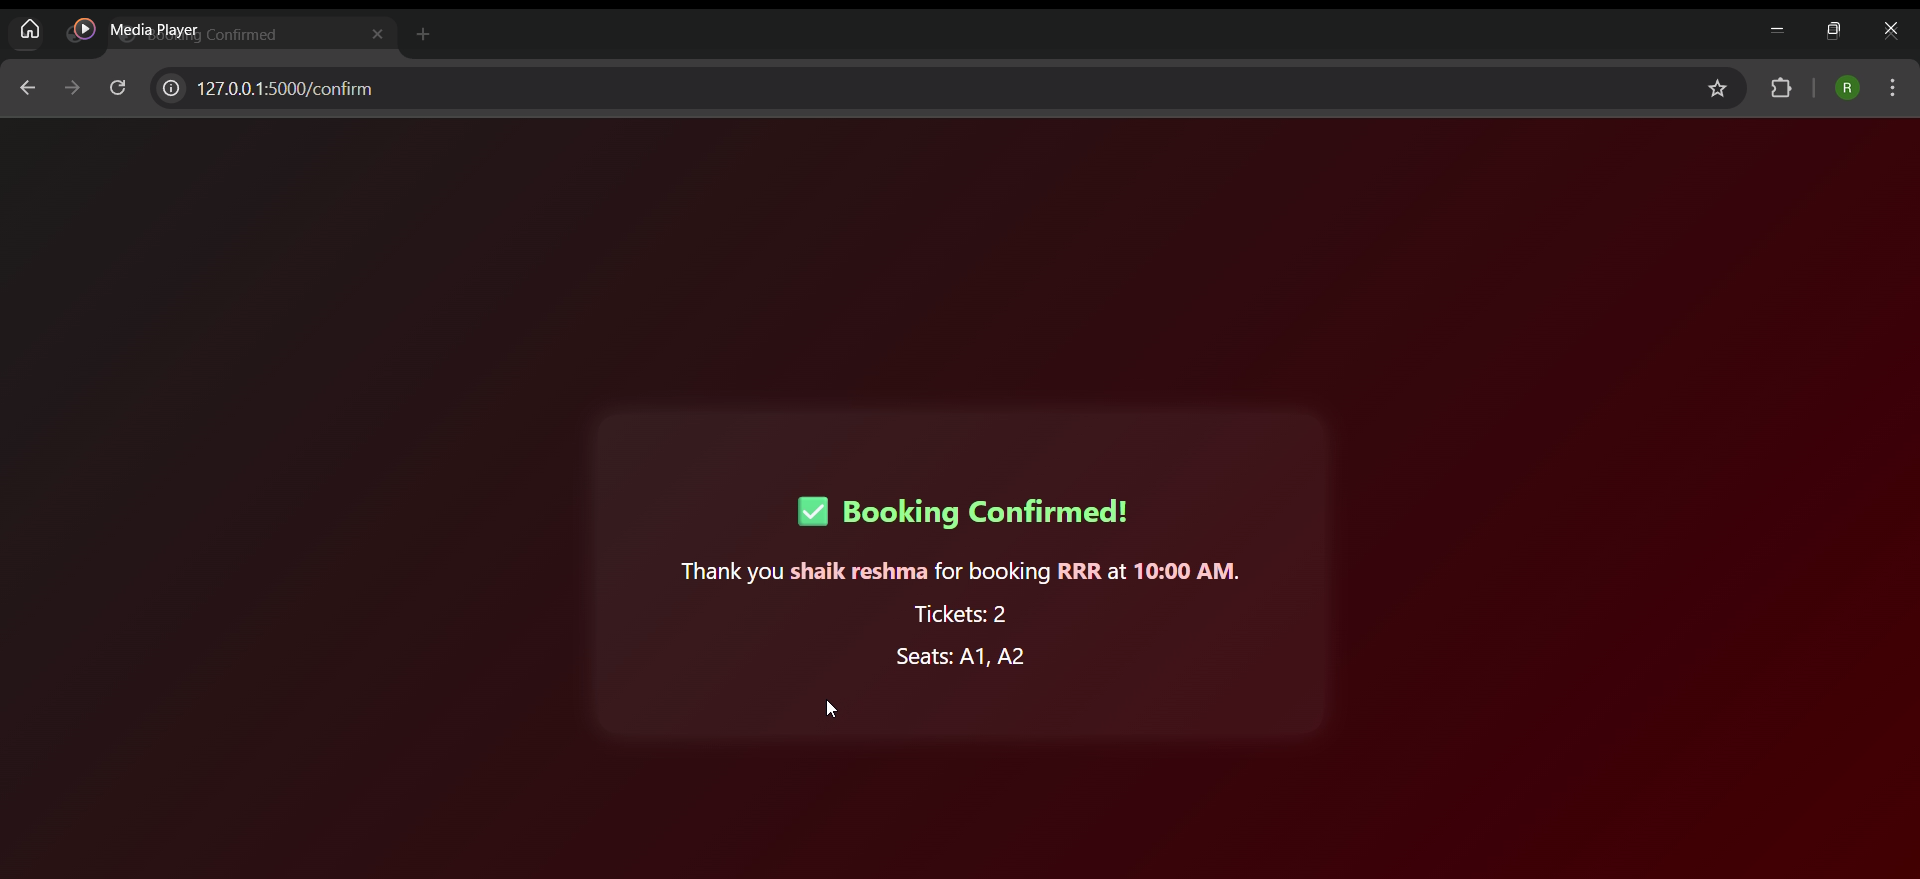 Media Player
Booking Confirmed
127.0.0.1:5000/confirm
R
✅ Booking Confirmed!
Thank you shaik reshma for booking RRR at 10:00 AM.
Tickets: 2
Seats: A1, A2